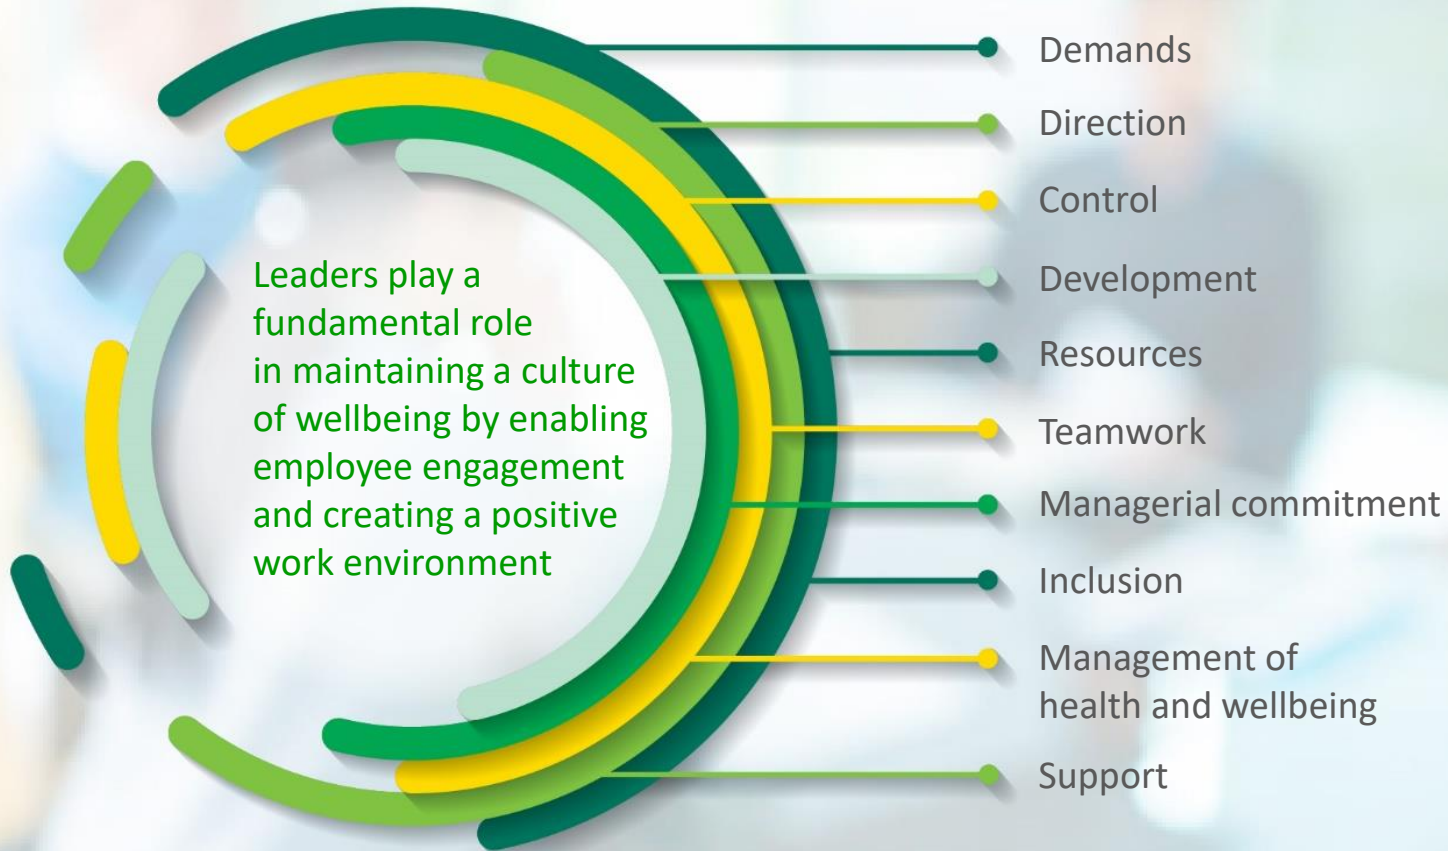 Leaders play a
fundamental role
in maintaining a culture
of wellbeing by enabling
employee engagement
and creating a positive
work environment
Demands
Direction
Control
Development
Resources
Teamwork
Managerial commitment
Inclusion
Management of
health and wellbeing
Support